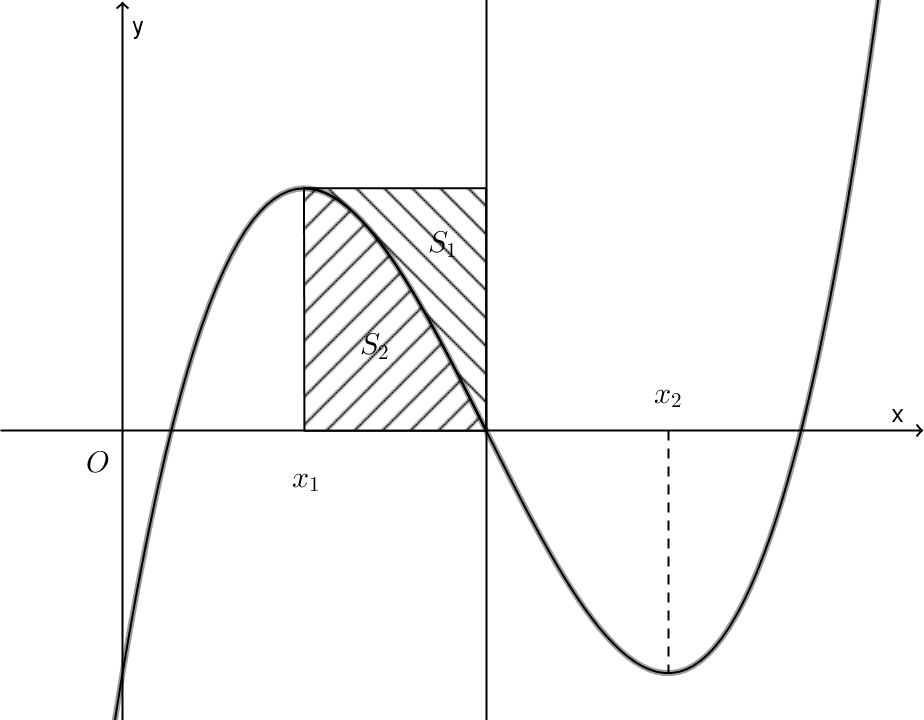 y
S₁
S₂
x₂
x
O
x₁